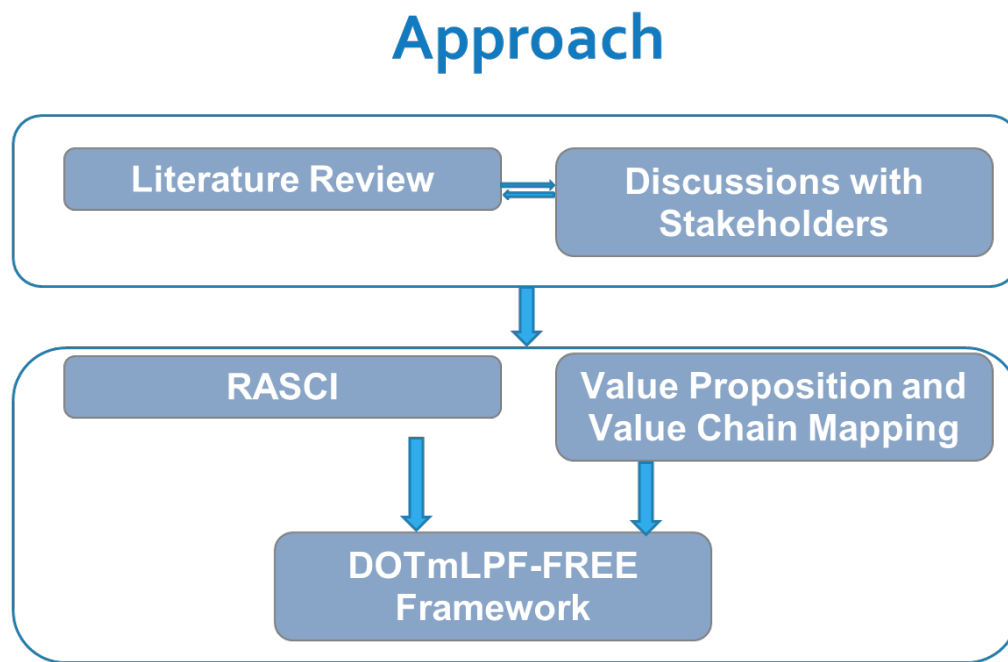 Approach
Literature Review
Discussions with
Stakeholders
RASCI
Value Proposition and
Value Chain Mapping
DOTmLPF-FREE
Framework